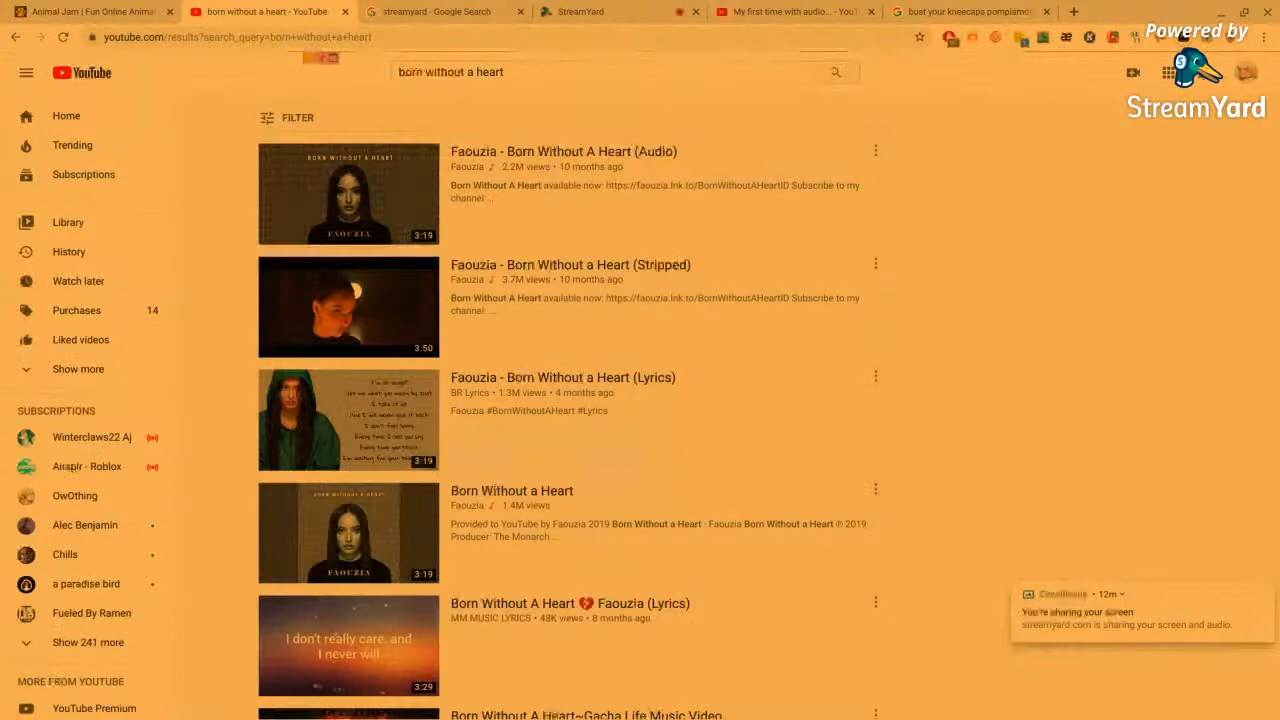 Animal Jam | Fun Online Animal
born without a heart - YouTube
streamyard - Google Search
StreamYard
My first time with audio... - YouT
bust your kneecaps pomplamo
youtube.com/results?search_query=born+without+a+heart
Powered by
StreamYard
YouTube
born without a heart
Home
Trending
Subscriptions
Library
History
Watch later
Purchases 14
Liked videos
Show more
SUBSCRIPTIONS
Winterclaws22 Aj
- Roblox
OwOthing
Alec Benjamin
Chills
a paradise bird
Fueled By Ramen
Show 241 more
MORE FROM YOUTUBE
YouTube Premium
FILTER
BORN WITHOUT A HEART
FAOUZIA
3:19
Faouzia - Born Without A Heart (Audio)
Faouzia ♪ 2.2M views • 10 months ago
Born Without A Heart available now: https://faouzia.lnk.to/BornWithoutAHeartID Subscribe to my
channel: ...
3:50
Faouzia - Born Without a Heart (Stripped)
Faouzia ♪ 3.7M views • 10 months ago
Born Without A Heart available now: https://faouzia.lnk.to/BornWithoutAHeartID Subscribe to my
channel: ...
3:19
Faouzia - Born Without a Heart (Lyrics)
BR Lyrics • 1.3M views • 4 months ago
Faouzia #BornWithoutAHeart #Lyrics
BORN WITHOUT A HEART
FAOUZIA
3:19
Born Without a Heart
Faouzia ♪ 1.4M views
Provided to YouTube by Faouzia 2019 Born Without a Heart · Faouzia Born Without a Heart ℗ 2019
Producer: The Monarch ...
I don't really care, and
I never will
3:29
Born Without A Heart 💔 Faouzia (Lyrics)
MM MUSIC LYRICS • 48K views • 8 months ago
Born Without A Heart~Gacha Life Music Video
• 12m
You're sharing your screen
streamyard.com is sharing your screen and audio.